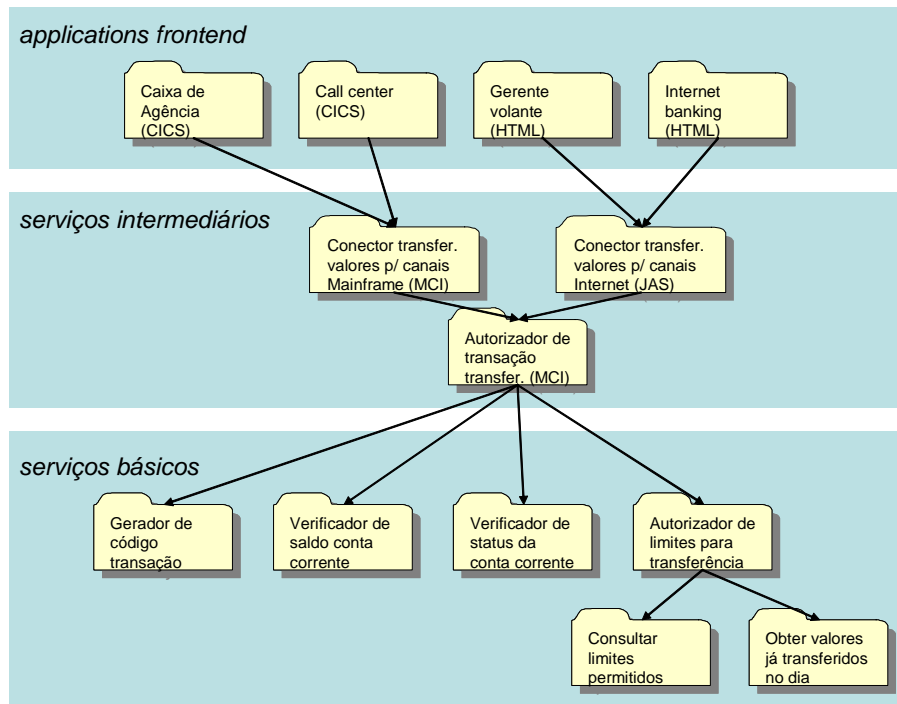 applications frontend
Caixa de
Agência
(CICS)
Call center
(CICS)
Gerente
volante
(HTML)
Internet
banking
(HTML)
serviços intermediários
Conector transfer.
valores p/ canais
Mainframe (MCI)
Conector transfer.
valores p/ canais
Internet (JAS)
Autorizador de
transação
transfer. (MCI)
serviços básicos
Gerador de
código
transação
Verificador de
saldo conta
corrente
Verificador de
status da
conta corrente
Autorizador de
limites para
transferência
Consultar
limites
permitidos
Obter valores
já transferidos
no dia